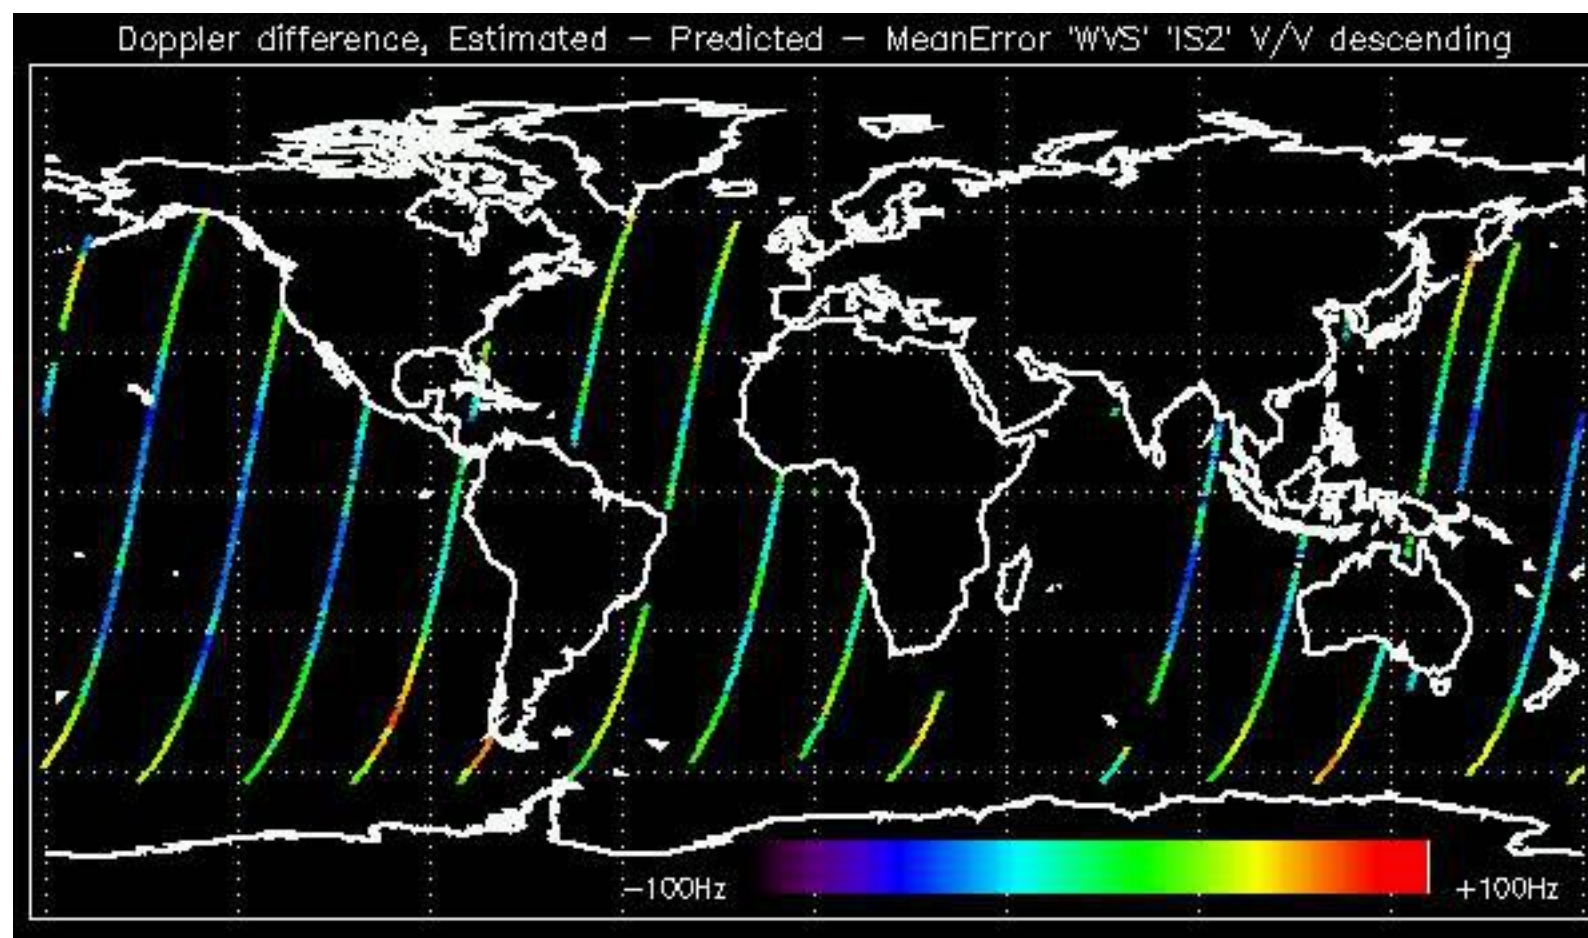 Doppler difference, Estimated – Predicted – MeanError 'WVS' 'IS2' V/V descending
–100Hz +100Hz